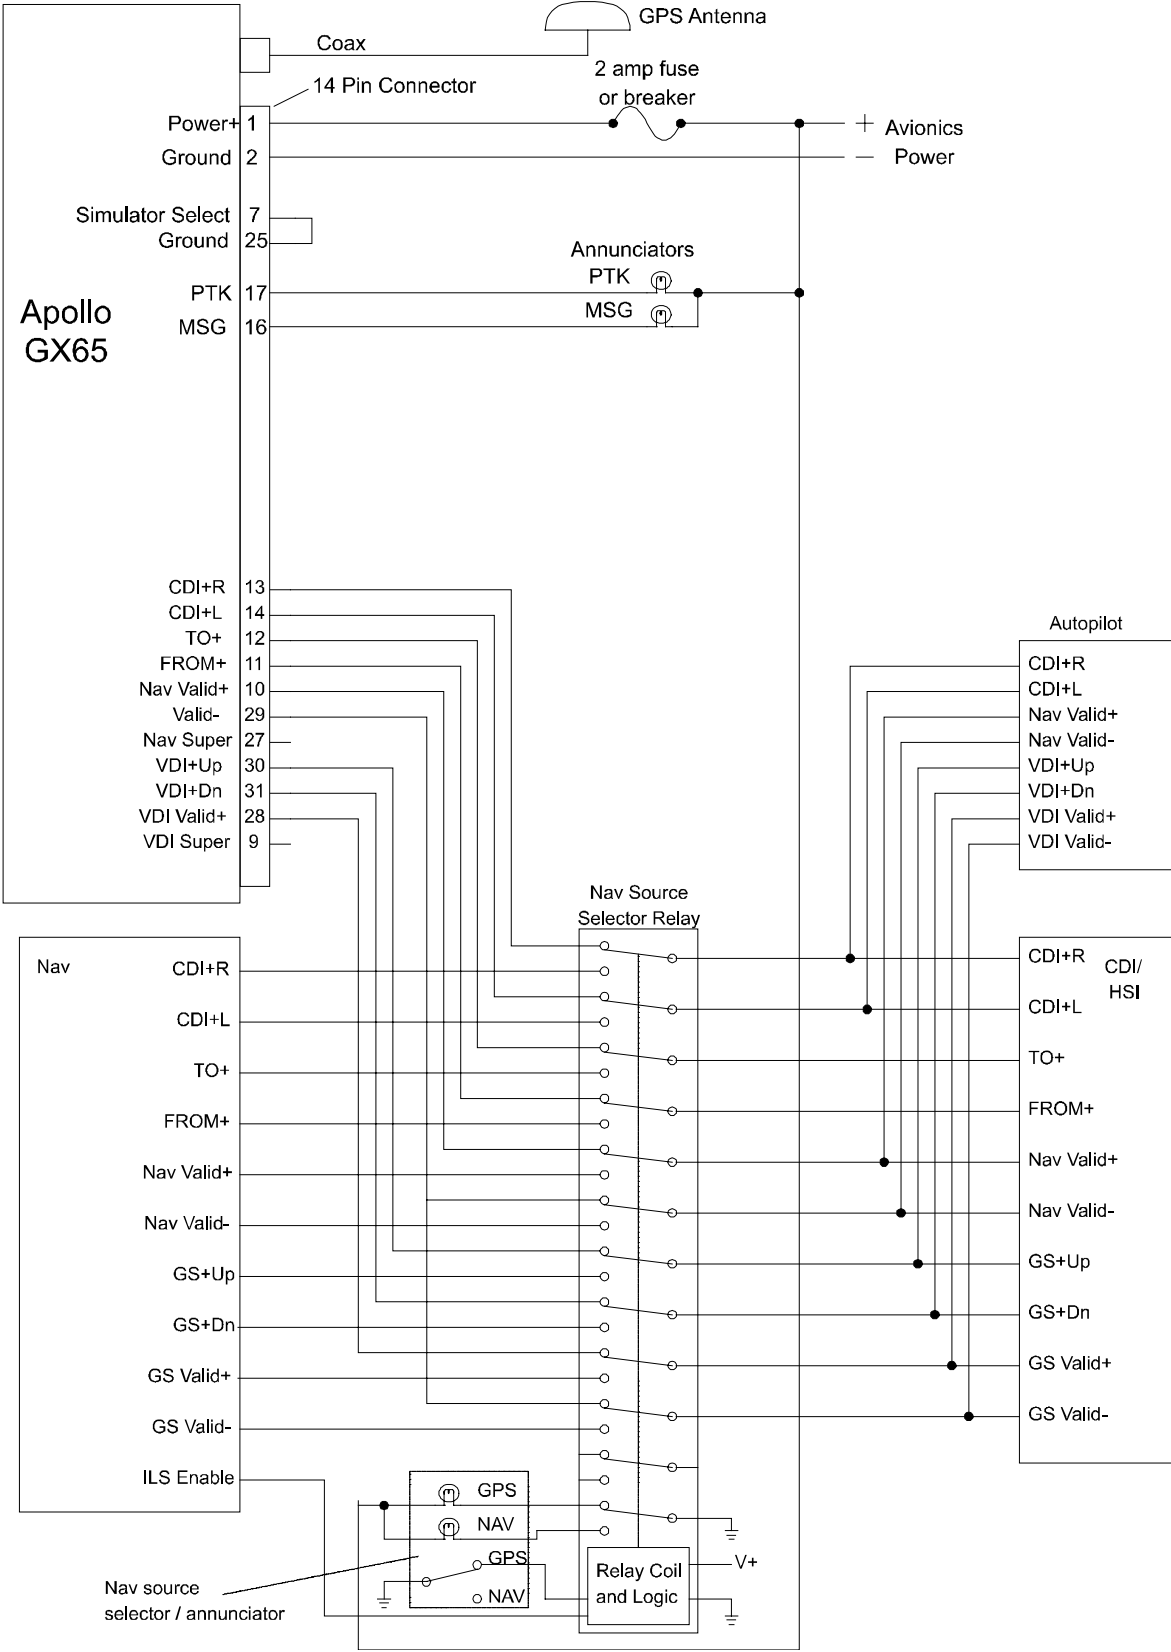 GPS Antenna
Coax
2 amp fuse
or breaker
14 Pin Connector
Power+ 1
+ Avionics
Ground 2
– Power
Simulator Select 7
Ground 25
Annunciators
PTK
MSG
PTK 17
MSG 16
Apollo
GX65
CDI+R 13
CDI+L 14
TO+ 12
FROM+ 11
Nav Valid+ 10
Valid- 29
Nav Super 27
VDI+Up 30
VDI+Dn 31
VDI Valid+ 28
VDI Super 9
Autopilot
CDI+R
CDI+L
Nav Valid+
Nav Valid-
VDI+Up
VDI+Dn
VDI Valid+
VDI Valid-
Nav Source
Selector Relay
Nav
CDI+R
CDI+L
TO+
FROM+
Nav Valid+
Nav Valid-
GS+Up
GS+Dn
GS Valid+
GS Valid-
ILS Enable
CDI/
HSI
CDI+R
CDI+L
TO+
FROM+
Nav Valid+
Nav Valid-
GS+Up
GS+Dn
GS Valid+
GS Valid-
GPS
NAV
GPS
NAV
Relay Coil
and Logic
V+
Nav source
selector / annunciator